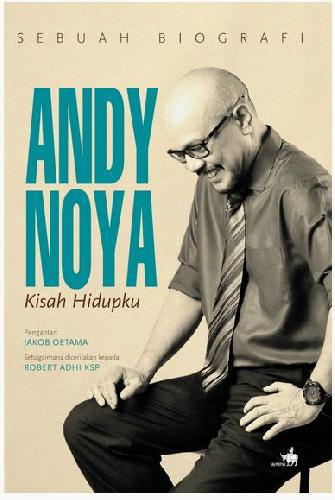 SEBUAH BIOGRAFI
ANDY
NOYA
Kisah Hidupku
Pengantar:
JAKOB OETAMA
Sebagaimana diceritakan kepada
ROBERT ADHI KSP